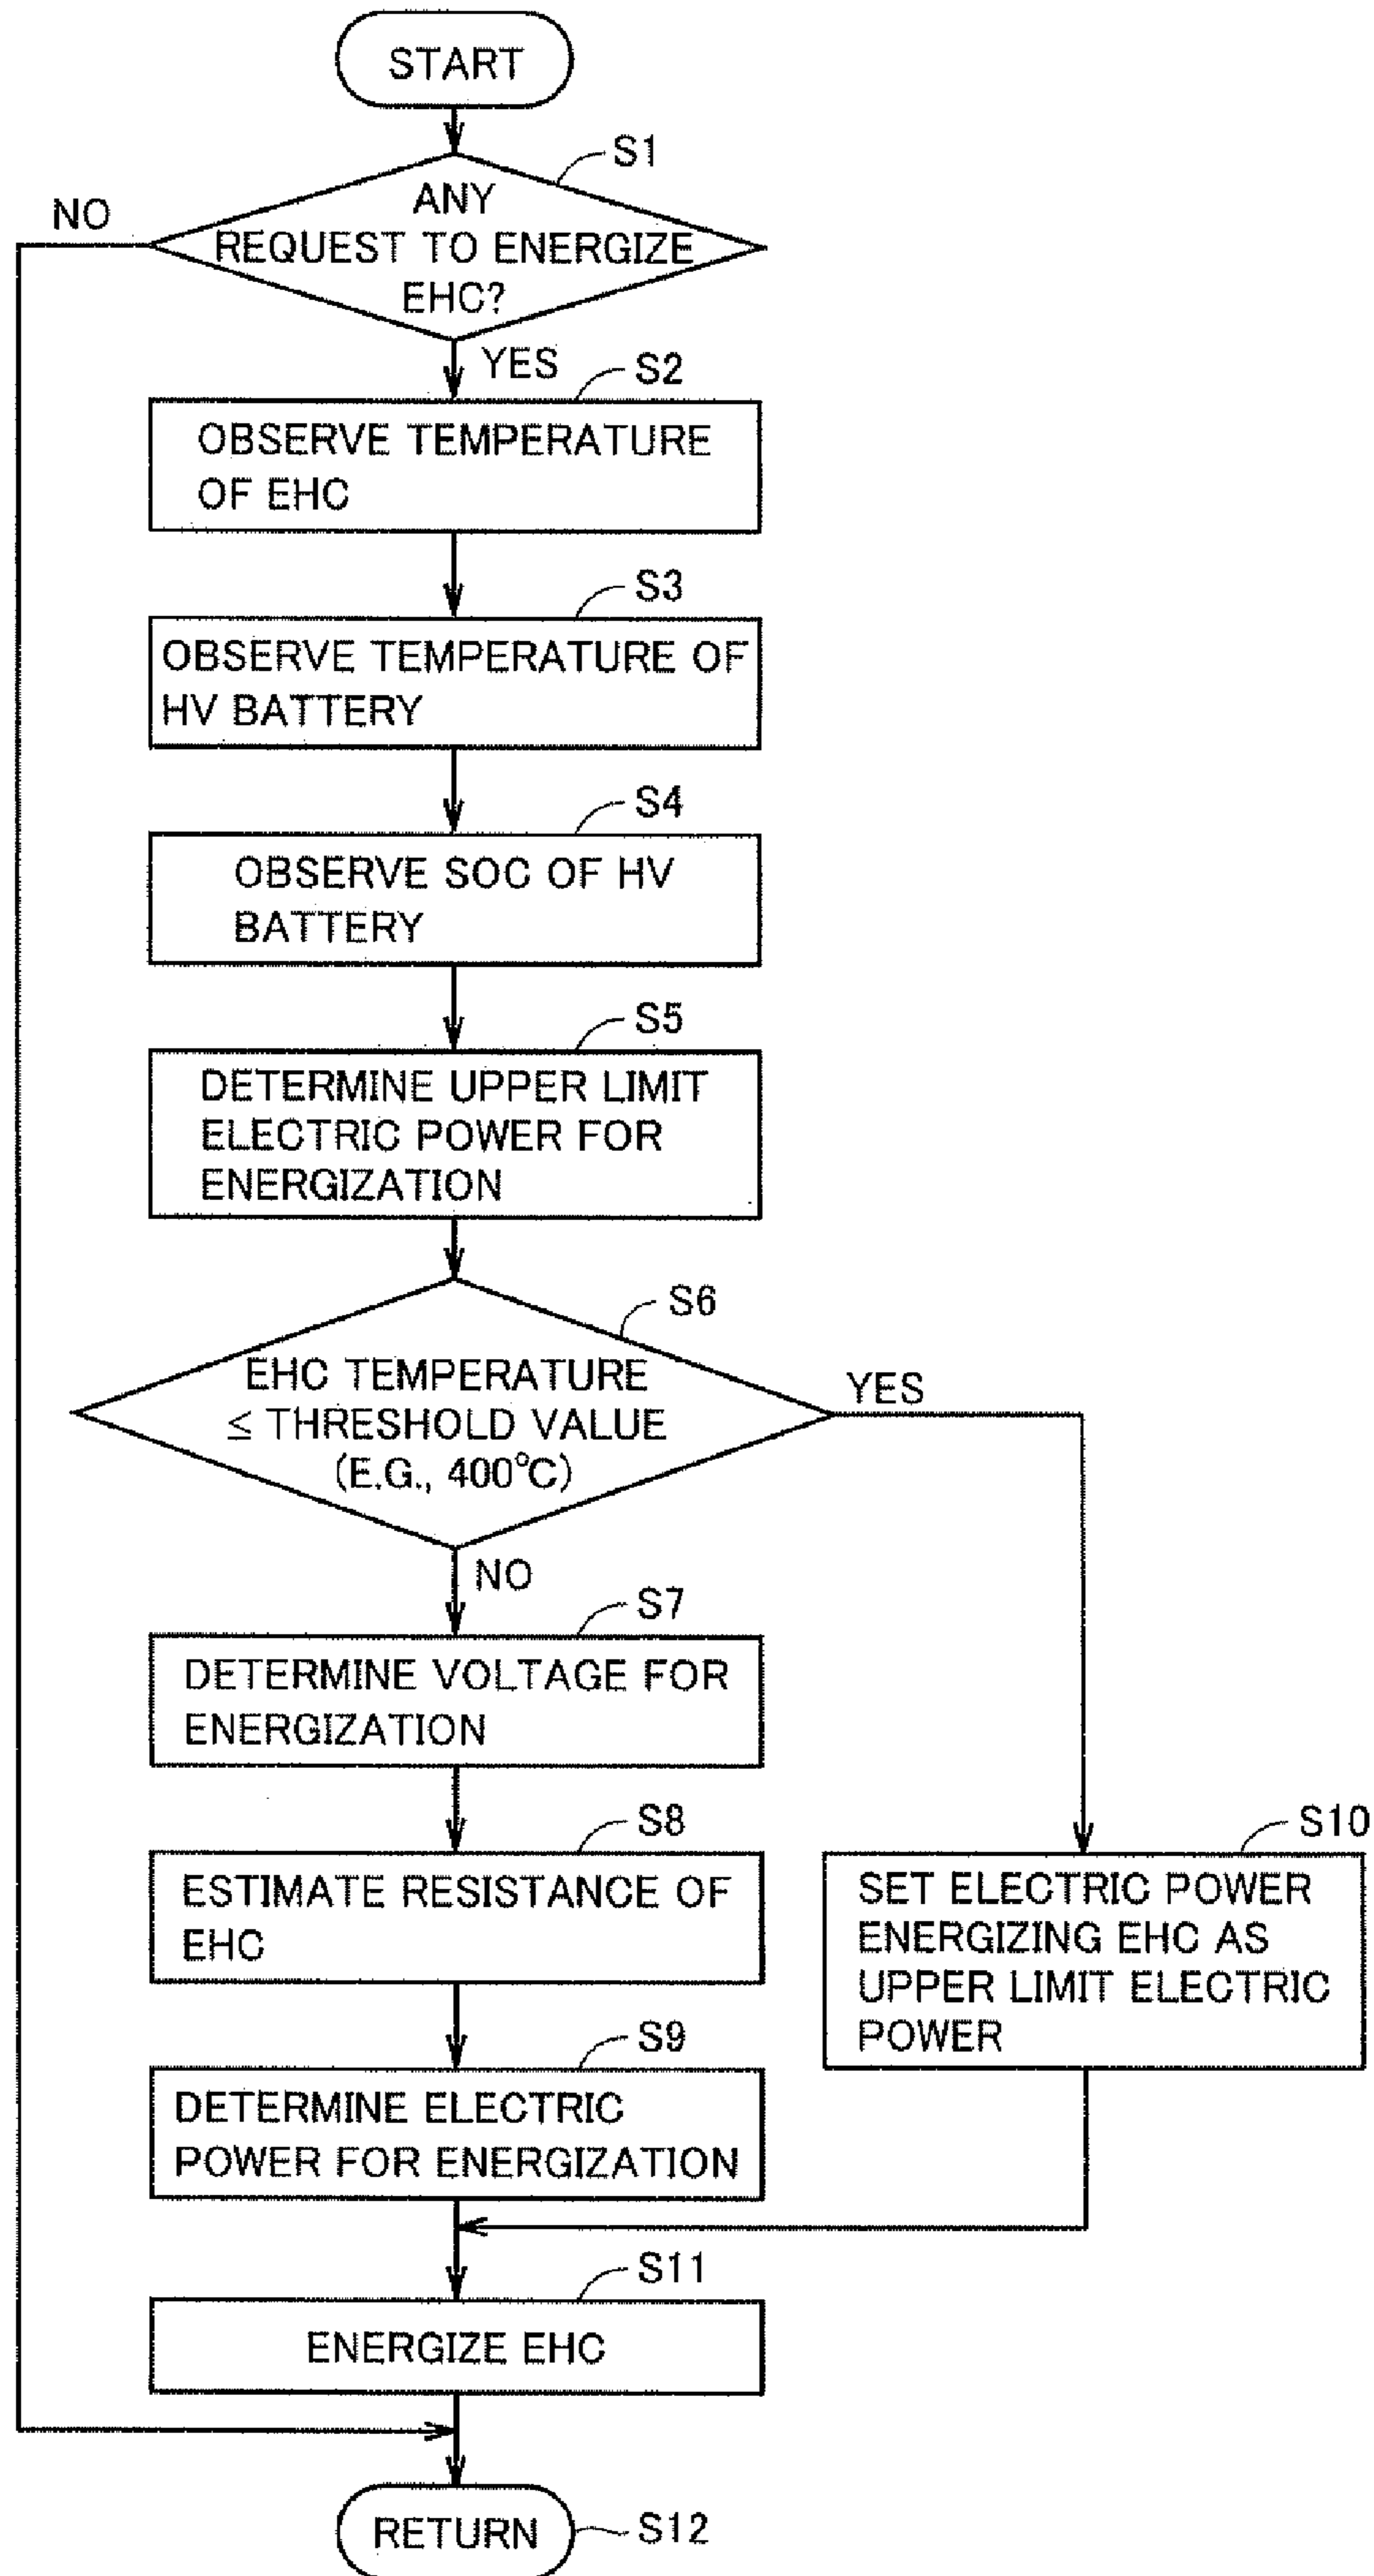 START
S1
ANY
REQUEST TO ENERGIZE
EHC?
NO
YES
S2
OBSERVE TEMPERATURE
OF EHC
S3
OBSERVE TEMPERATURE OF
HV BATTERY
S4
OBSERVE SOC OF HV
BATTERY
S5
DETERMINE UPPER LIMIT
ELECTRIC POWER FOR
ENERGIZATION
S6
EHC TEMPERATURE
≤ THRESHOLD VALUE
(E.G., 400°C)
YES
NO
S7
DETERMINE VOLTAGE FOR
ENERGIZATION
S8
ESTIMATE RESISTANCE OF
EHC
S10
SET ELECTRIC POWER
ENERGIZING EHC AS
UPPER LIMIT ELECTRIC
POWER
S9
DETERMINE ELECTRIC
POWER FOR ENERGIZATION
S11
ENERGIZE EHC
RETURN
S12